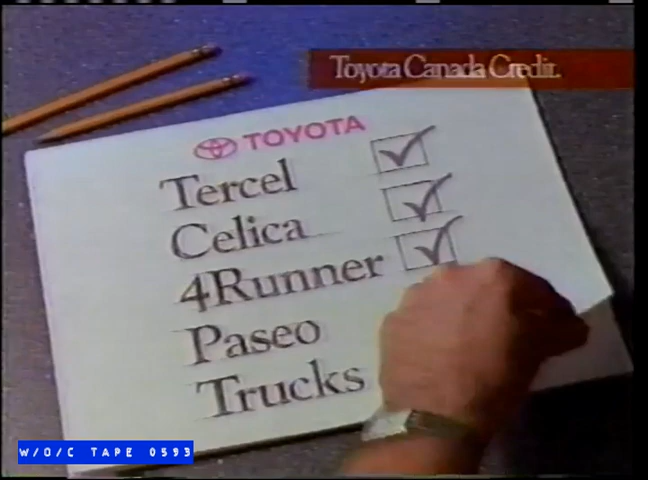 Toyota Canada Credit.
TOYOTA
Tercel
Celica
4Runner
Paseo
Trucks
W/O/C TAPE 0593